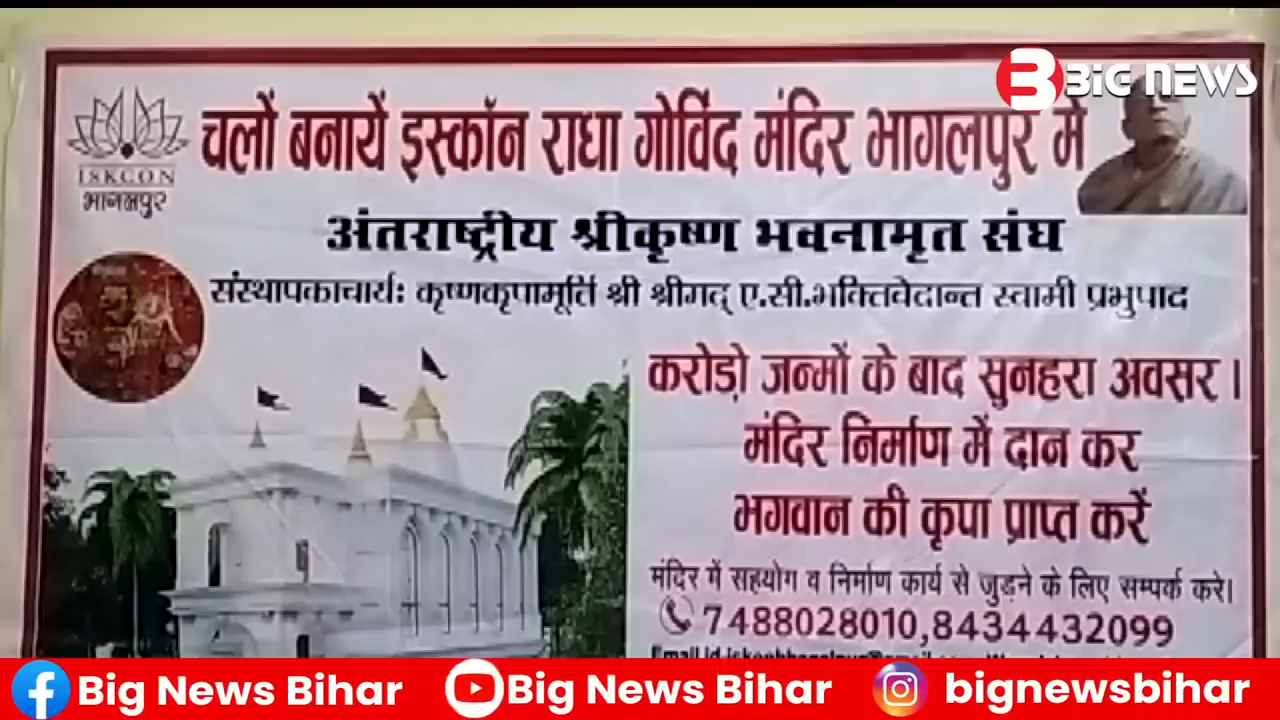 BiG NEWS
चलों बनायें इस्कॉन राधा गोविंद मंदिर भागलपुर में
ISKCON
भागलपुर
अंतराष्ट्रीय श्रीकृष्ण भवनामृत संघ
संस्थापकाचार्यः कृष्णकृपामूर्ति श्री श्रीगद् ए.सी.भक्तिवेदान्त स्वामी प्रभुपाद
करोड़ो जन्मों के बाद सुनहरा अवसर।
मंदिर निर्माण में दान कर
भगवान की कृपा प्राप्त करें
मंदिर में सहयोग व निर्माण कार्य से जुड़ने के लिए सम्पर्क करे।
7488028010,8434432099
Big News Bihar
Big News Bihar
bignewsbihar